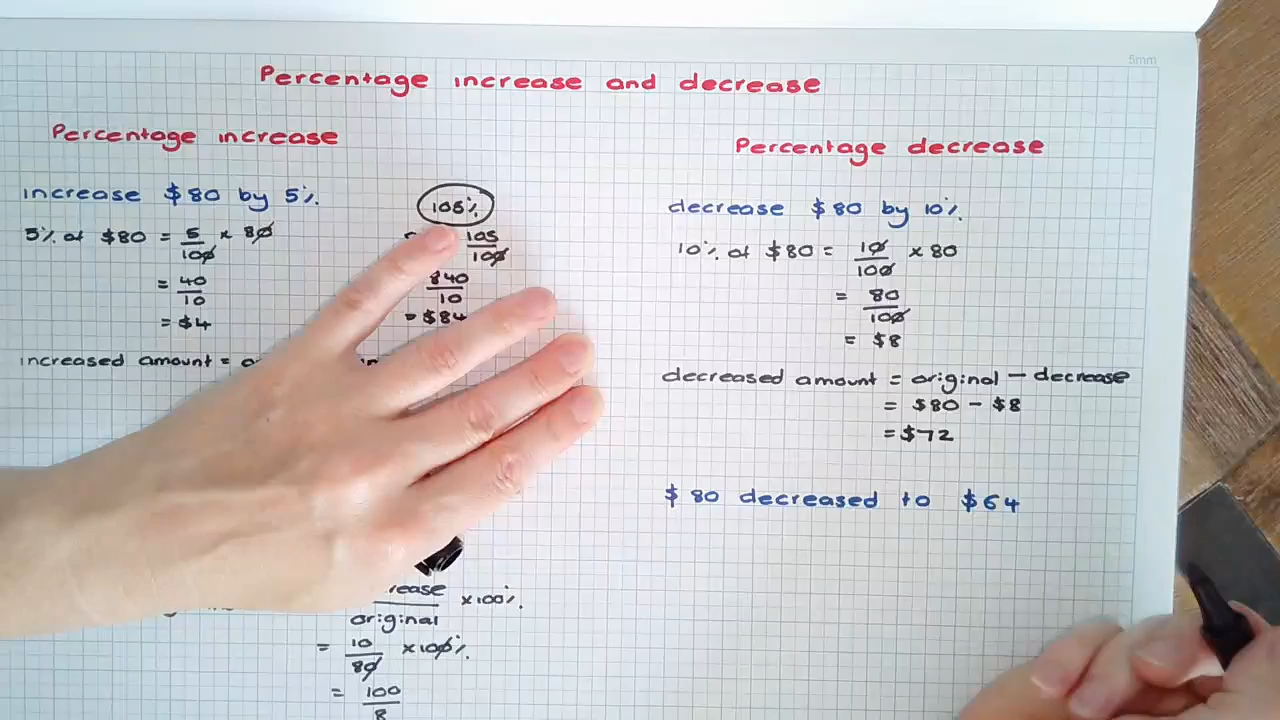 5mm
Percentage increase and decrease
Percentage increase
increase $80 by 5%.
5% of $80 = 5/100 × 80
= 40/10
= $4
105%
105/100
840/10
= $84
increased amount =
rease/original × 100%.
= 10/80 × 100%.
= 100/8
Percentage decrease
decrease $80 by 10%.
10% of $80 = 10/100 × 80
= 80/100
= $8
decreased amount = original - decrease
= $80 - $8
= $72
$80 decreased to $64